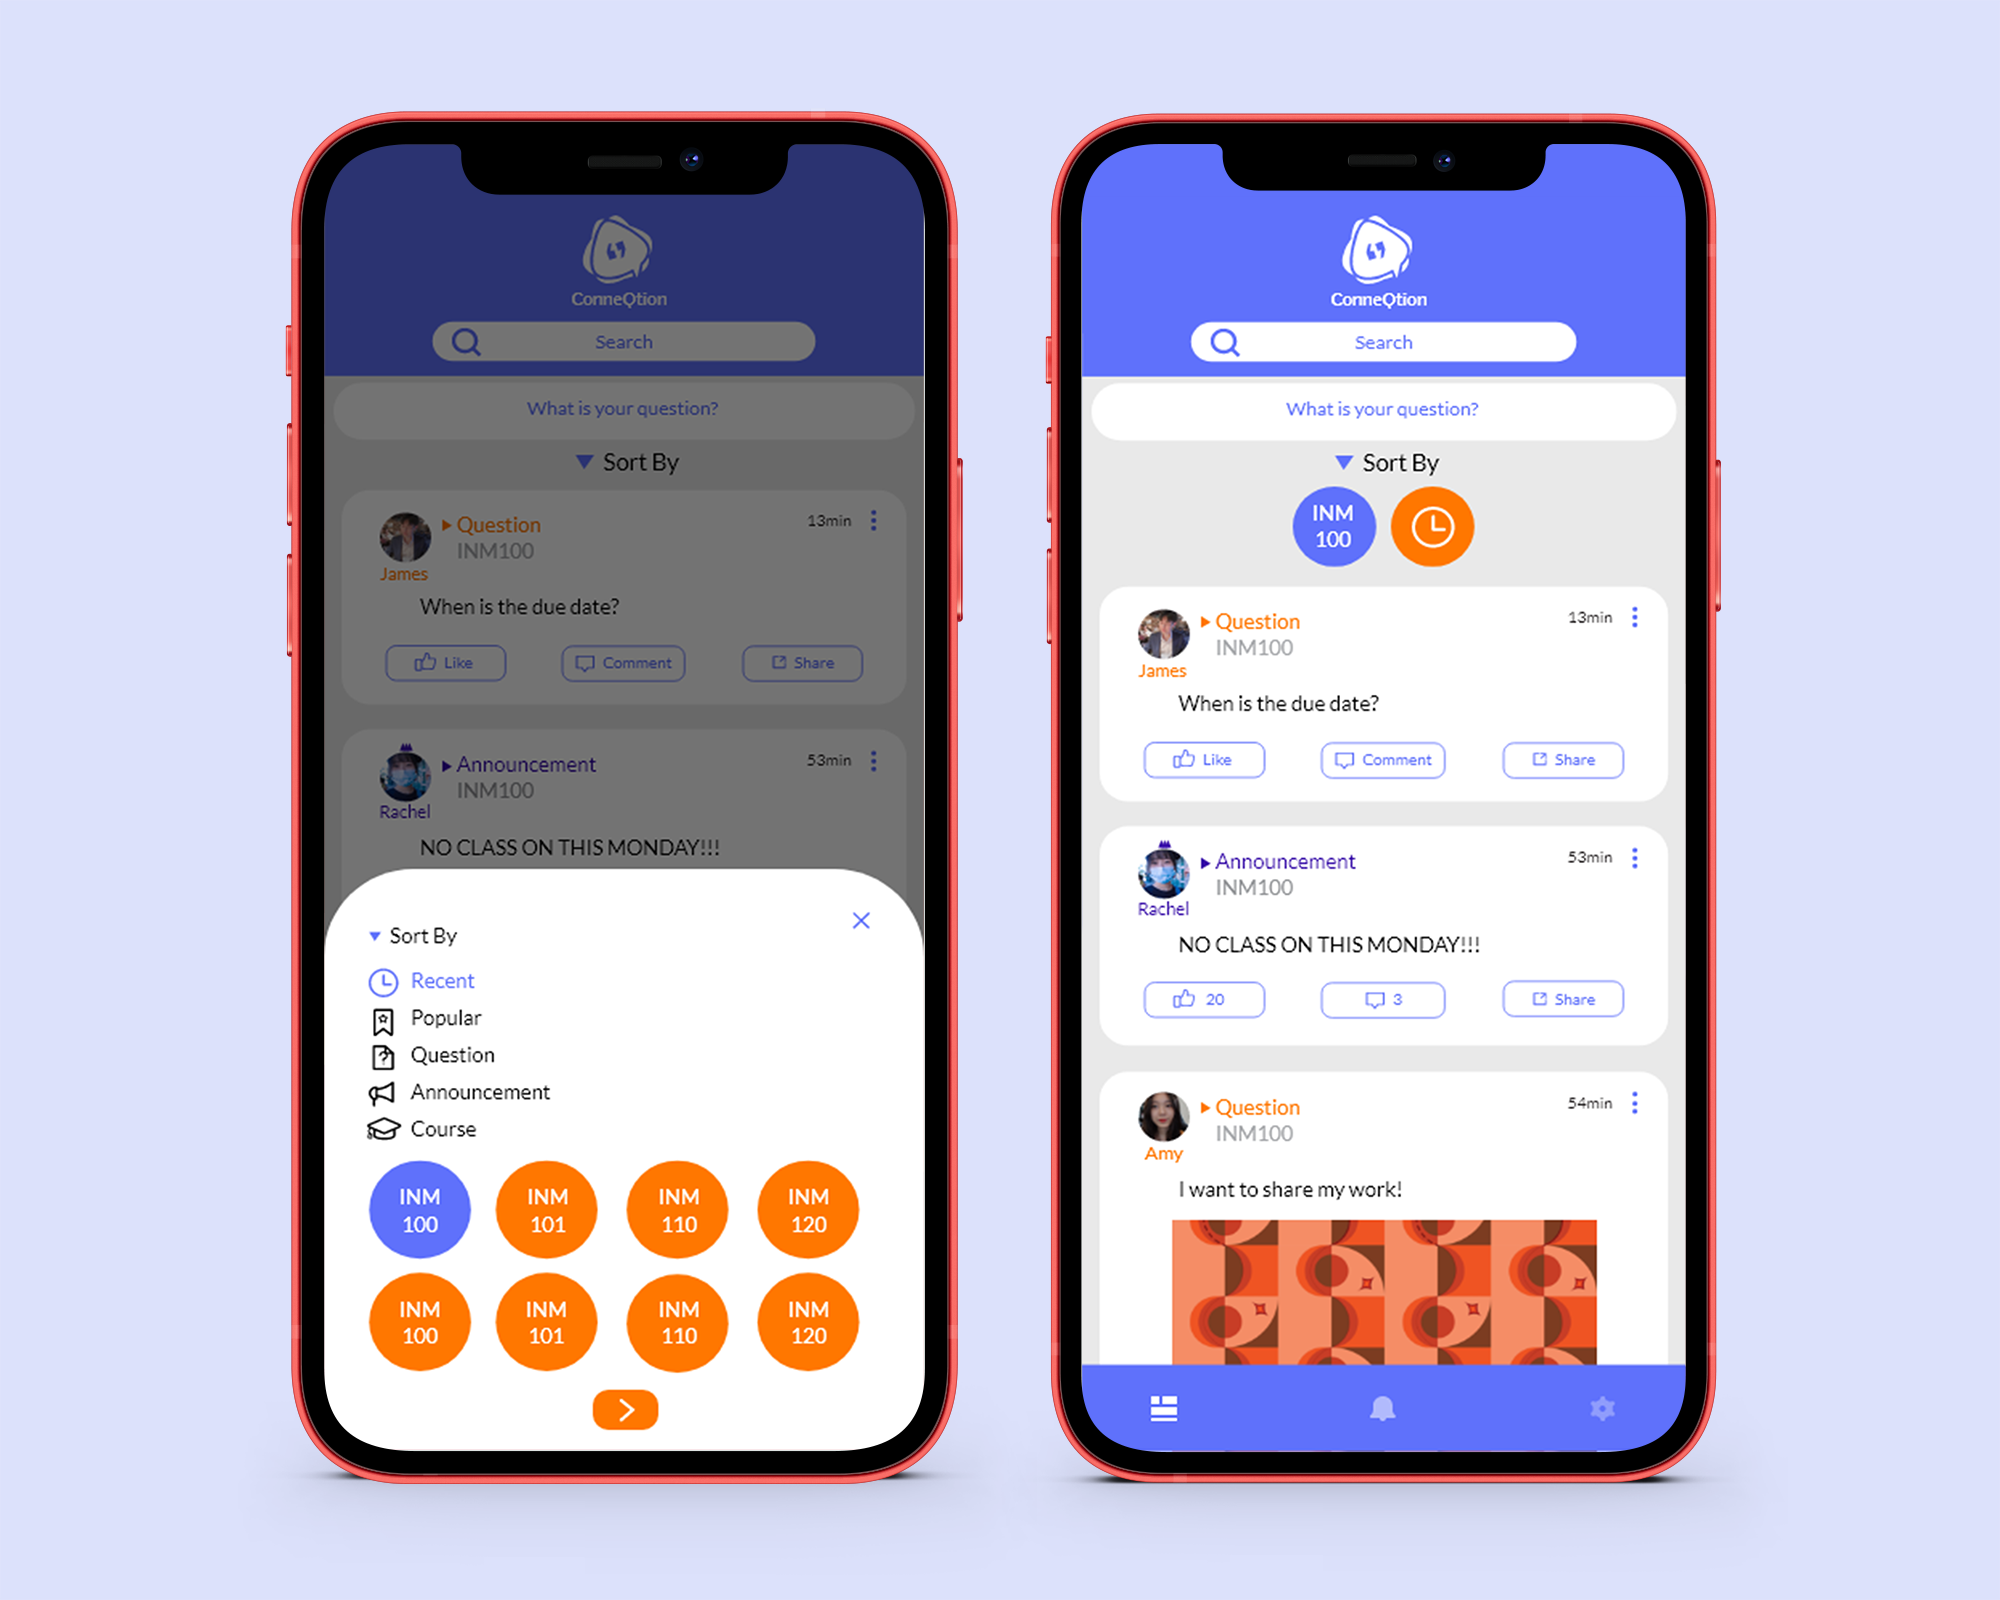 ConneQtion
Search
What is your question?
Sort By
Question
13min
INM100
James
When is the due date?
Like
Comment
Share
Announcement
53min
INM100
Rachel
NO CLASS ON THIS MONDAY!!!
Sort By
Recent
Popular
Question
Announcement
Course
INM
100
INM
101
INM
110
INM
120
INM
100
INM
101
INM
110
INM
120
ConneQtion
Search
What is your question?
Sort By
INM
100
Question
13min
INM100
James
When is the due date?
Like
Comment
Share
Announcement
53min
INM100
Rachel
NO CLASS ON THIS MONDAY!!!
20
3
Share
Question
54min
INM100
Amy
I want to share my work!